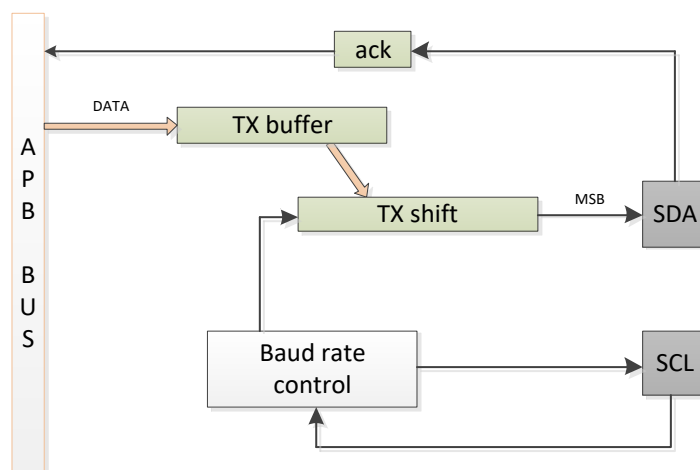 ack
DATA
TX buffer
A
P
B
B
U
S
TX shift
MSB
SDA
Baud rate
control
SCL